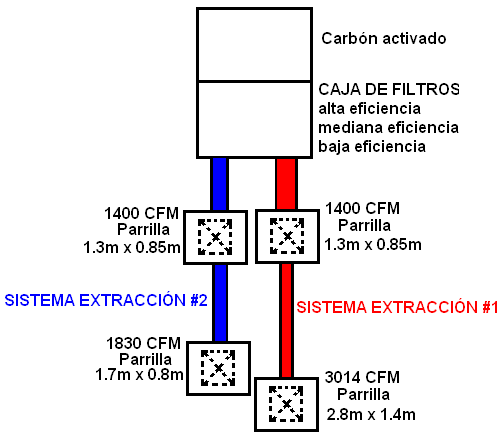 Carbón activado
CAJA DE FILTROS
alta eficiencia
mediana eficiencia
baja eficiencia
1400 CFM
Parrilla
1.3m x 0.85m
1400 CFM
Parrilla
1.3m x 0.85m
SISTEMA EXTRACCIÓN #2
SISTEMA EXTRACCIÓN #1
1830 CFM
Parrilla
1.7m x 0.8m
3014 CFM
Parrilla
2.8m x 1.4m